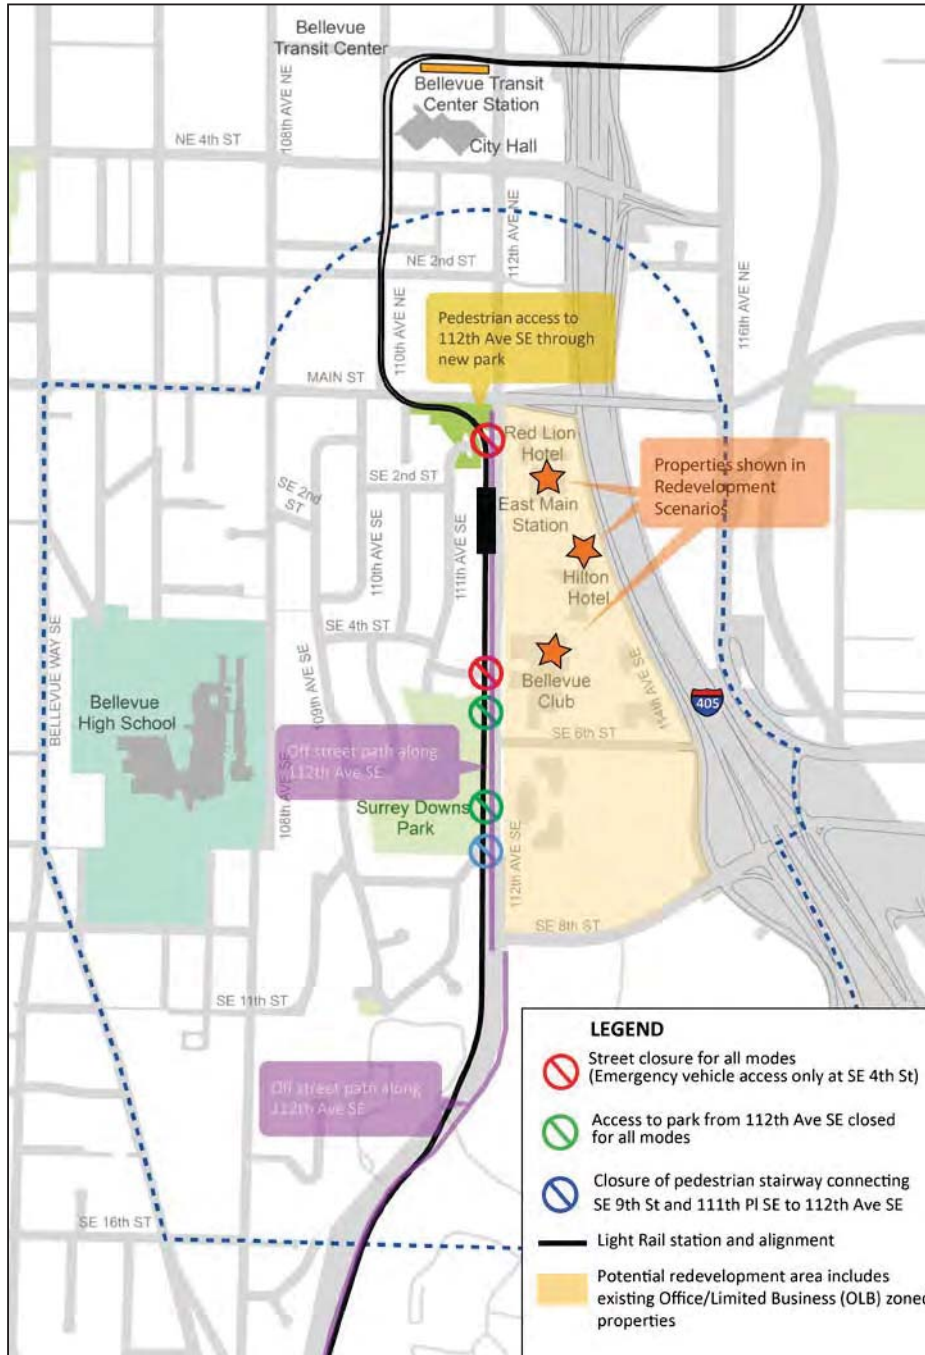 Bellevue
Transit Center
Bellevue Transit
Center Station
City Hall
108th AVE NE
NE 4th ST
112th AVE NE
NE 2nd ST
110th AVE NE
116th AVE NE
Pedestrian access to
112th Ave SE through
new park
MAIN ST
Red Lion
Hotel
Properties shown in
Redevelopment
Scenarios
SE 2nd ST
SE 2nd
ST
East Main
Station
110th AVE SE
111th AVE SE
Hilton
Hotel
SE 4th ST
BELLEVUE WAY SE
109th AVE SE
Bellevue
Club
114th AVE SE
405
Bellevue
High School
SE 6th ST
Off street path along
112th Ave SE
108th AVE SE
Surrey Downs
Park
112th AVE SE
SE 8th ST
SE 11th ST
Off street path along
112th Ave SE
SE 16th ST
LEGEND
Street closure for all modes
(Emergency vehicle access only at SE 4th St)
Access to park from 112th Ave SE closed
for all modes
Closure of pedestrian stairway connecting
SE 9th St and 111th Pl SE to 112th Ave SE
Light Rail station and alignment
Potential redevelopment area includes
existing Office/Limited Business (OLB) zoned
properties